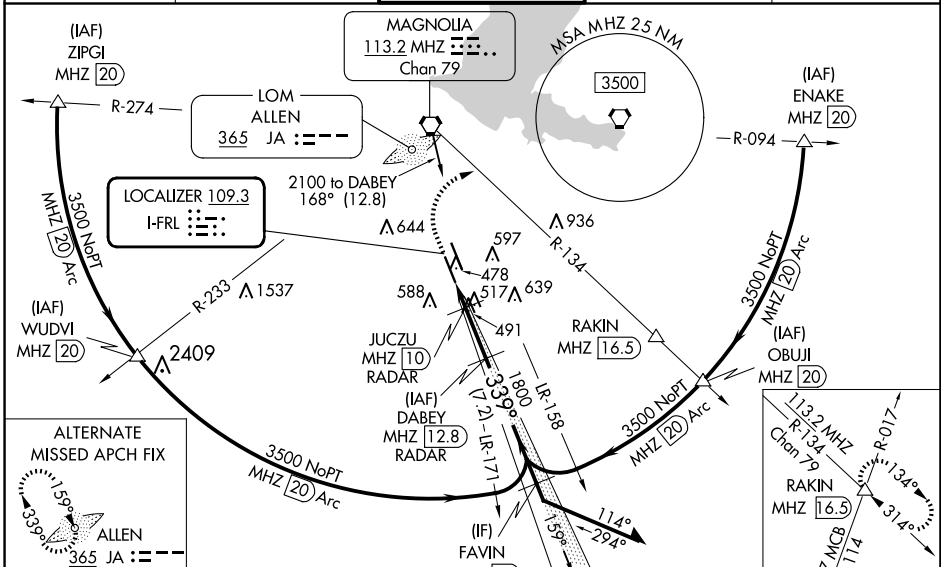 (IAF)
ZIPGI
MHZ 20
R-274
MAGNOLIA
113.2 MHZ
Chan 79
MSA MHZ 25 NM
3500
(IAF)
ENAKE
MHZ 20
R-094
LOM
ALLEN
365 JA
2100 to DABEY
168° (12.8)
LOCALIZER 109.3
I-FRL
3500 NoPT
MHZ 20 Arc
R-233
644
597
936
R-134
478
1537
588
517
639
491
3500 NoPT
MHZ 20 Arc
(IAF)
WUDVI
MHZ 20
2409
JUCZU
MHZ 10
RADAR
RAKIN
MHZ 16.5
(IAF)
OBUJI
MHZ 20
(IAF)
DABEY
MHZ 12.8
RADAR
339°
1800
(7.2)
LR-158
LR-171
3500 NoPT
MHZ 20 Arc
3500 NoPT
MHZ 20 Arc
114°
294°
159°
(IF)
FAVIN
ALTERNATE
MISSED APCH FIX
159°
339°
ALLEN
365 JA
113.2 MHZ
R-134
Chan 79
R-017
RAKIN
MHZ 16.5
134°
314°
MCB
114